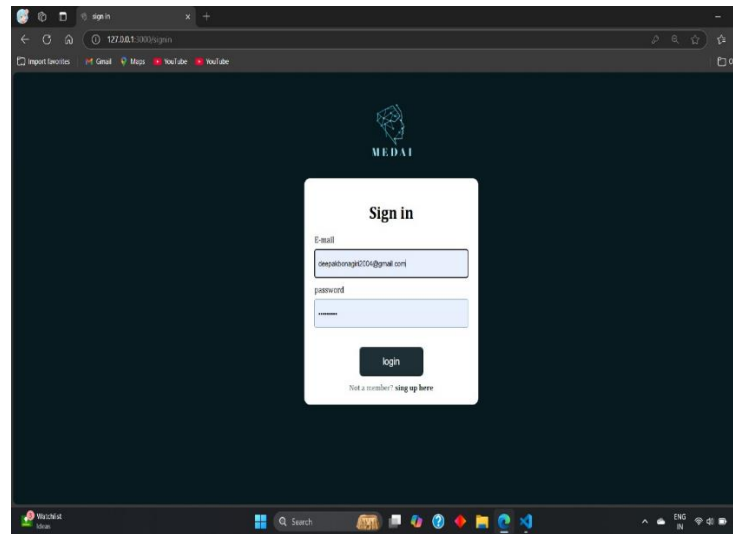 sign in
127.0.0.1:3000/signin
Import favorites Gmail Maps YouTube YouTube
MEDAI
Sign in
E-mail
deepakbonagiri2004@gmail.com
password
login
Not a member? sing up here
Watchlist
Ideas
Search
ENG
IN